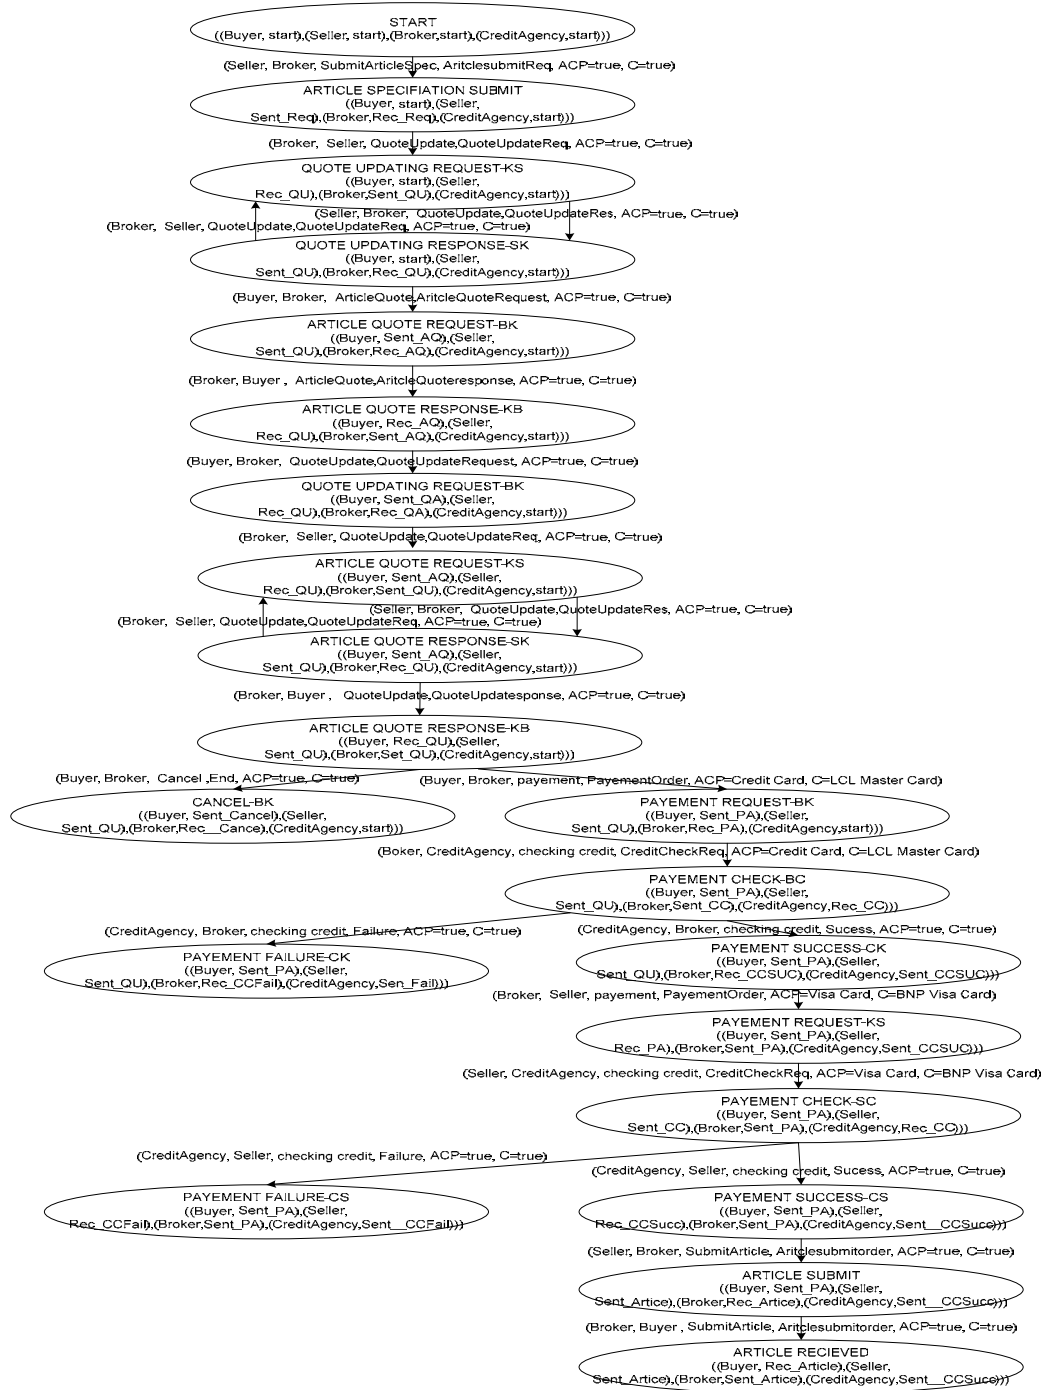 START
((Buyer, start),(Seller, start),(Broker,start),(CreditAgency,start)))
(Seller, Broker, SubmitArticleSpec, AritclesubmitReq, ACP=true, C=true)
ARTICLE SPECIFIATION SUBMIT
((Buyer, start),(Seller,
Sent_Req),(Broker,Rec_Req),(CreditAgency,start)))
(Broker, Seller, QuoteUpdate,QuoteUpdateReq, ACP=true, C=true)
QUOTE UPDATING REQUEST-KS
((Buyer, start),(Seller,
Rec_QU),(Broker,Sent_QU),(CreditAgency,start)))
(Seller, Broker, QuoteUpdate,QuoteUpdateRes, ACP=true, C=true)
(Broker, Seller, QuoteUpdate,QuoteUpdateReq, ACP=true, C=true)
QUOTE UPDATING RESPONSE-SK
((Buyer, start),(Seller,
Sent_QU),(Broker,Rec_QU),(CreditAgency,start)))
(Buyer, Broker, ArticleQuote,AritcleQuoteRequest, ACP=true, C=true)
ARTICLE QUOTE REQUEST-BK
((Buyer, Sent_AQ),(Seller,
Sent_QU),(Broker,Rec_AQ),(CreditAgency,start)))
(Broker, Buyer , ArticleQuote,AritcleQuoteresponse, ACP=true, C=true)
ARTICLE QUOTE RESPONSE-KB
((Buyer, Rec_AQ),(Seller,
Rec_QU),(Broker,Sent_AQ),(CreditAgency,start)))
(Buyer, Broker, QuoteUpdate,QuoteUpdateRequest, ACP=true, C=true)
QUOTE UPDATING REQUEST-BK
((Buyer, Sent_QA),(Seller,
Rec_QU),(Broker,Rec_QA),(CreditAgency,start)))
(Broker, Seller, QuoteUpdate,QuoteUpdateReq, ACP=true, C=true)
ARTICLE QUOTE REQUEST-KS
((Buyer, Sent_AQ),(Seller,
Rec_QU),(Broker,Sent_QU),(CreditAgency,start)))
(Seller, Broker, QuoteUpdate,QuoteUpdateRes, ACP=true, C=true)
(Broker, Seller, QuoteUpdate,QuoteUpdateReq, ACP=true, C=true)
ARTICLE QUOTE RESPONSE-SK
((Buyer, Sent_AQ),(Seller,
Sent_QU),(Broker,Rec_QU),(CreditAgency,start)))
(Broker, Buyer , QuoteUpdate,QuoteUpdatesponse, ACP=true, C=true)
ARTICLE QUOTE RESPONSE-KB
((Buyer, Rec_QU),(Seller,
Sent_QU),(Broker,Set_QU),(CreditAgency,start)))
(Buyer, Broker, Cancel ,End, ACP=true, C=true)
(Buyer, Broker, payement, PayementOrder, ACP=Credit Card, C=LCL Master Card)
CANCEL-BK
((Buyer, Sent_Cancel),(Seller,
Sent_QU),(Broker,Rec__Cance),(CreditAgency,start)))
PAYEMENT REQUEST-BK
((Buyer, Sent_PA),(Seller,
Sent_QU),(Broker,Rec_PA),(CreditAgency,start)))
(Boker, CreditAgency, checking credit, CreditCheckReq, ACP=Credit Card, C=LCL Master Card)
PAYEMENT CHECK-BC
((Buyer, Sent_PA),(Seller,
Sent_QU),(Broker,Sent_CC),(CreditAgency,Rec_CC)))
(CreditAgency, Broker, checking credit, Failure, ACP=true, C=true)
(CreditAgency, Broker, checking credit, Sucess, ACP=true, C=true)
PAYEMENT FAILURE-CK
((Buyer, Sent_PA),(Seller,
Sent_QU),(Broker,Rec_CCFail),(CreditAgency,Sen_Fail)))
PAYEMENT SUCCESS-CK
((Buyer, Sent_PA),(Seller,
Sent_QU),(Broker,Rec_CCSUC),(CreditAgency,Sent_CCSUC)))
(Broker, Seller, payement, PayementOrder, ACP=Visa Card, C=BNP Visa Card)
PAYEMENT REQUEST-KS
((Buyer, Sent_PA),(Seller,
Rec_PA),(Broker,Sent_PA),(CreditAgency,Sent_CCSUC)))
(Seller, CreditAgency, checking credit, CreditCheckReq, ACP=Visa Card, C=BNP Visa Card)
PAYEMENT CHECK-SC
((Buyer, Sent_PA),(Seller,
Sent_CC),(Broker,Sent_PA),(CreditAgency,Rec_CC)))
(CreditAgency, Seller, checking credit, Failure, ACP=true, C=true)
(CreditAgency, Seller, checking credit, Sucess, ACP=true, C=true)
PAYEMENT FAILURE-CS
((Buyer, Sent_PA),(Seller,
Rec_CCFail),(Broker,Sent_PA),(CreditAgency,Sent__CCFail)))
PAYEMENT SUCCESS-CS
((Buyer, Sent_PA),(Seller,
Rec_CCSucc),(Broker,Sent_PA),(CreditAgency,Sent__CCSucc)))
(Seller, Broker, SubmitArticle, Aritclesubmitorder, ACP=true, C=true)
ARTICLE SUBMIT
((Buyer, Sent_PA),(Seller,
Sent_Artice),(Broker,Rec_Artice),(CreditAgency,Sent__CCSucc)))
(Broker, Buyer , SubmitArticle, Aritclesubmitorder, ACP=true, C=true)
ARTICLE RECIEVED
((Buyer, Rec_Article),(Seller,
Sent_Artice),(Broker,Sent_Artice),(CreditAgency,Sent__CCSucc)))